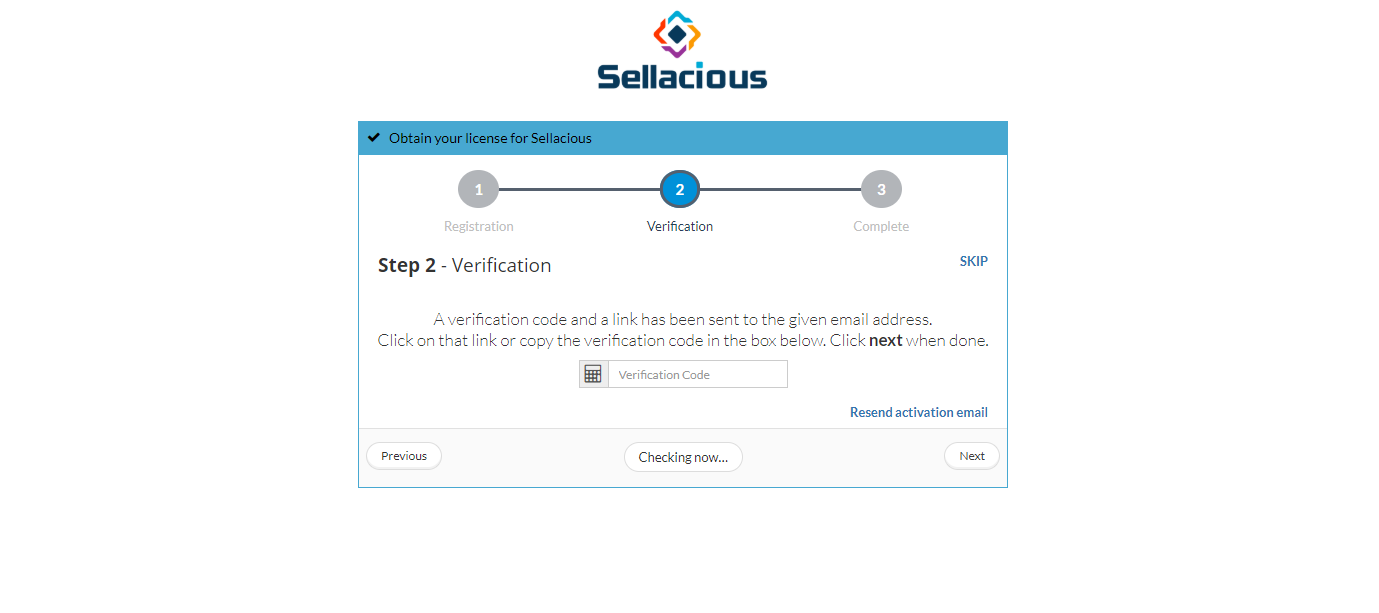 Sellacious
Obtain your license for Sellacious
1 2 3
Registration Verification Complete
Step 2 - Verification SKIP
A verification code and a link has been sent to the given email address.
Click on that link or copy the verification code in the box below. Click next when done.
Verification Code
Resend activation email
Previous Checking now... Next